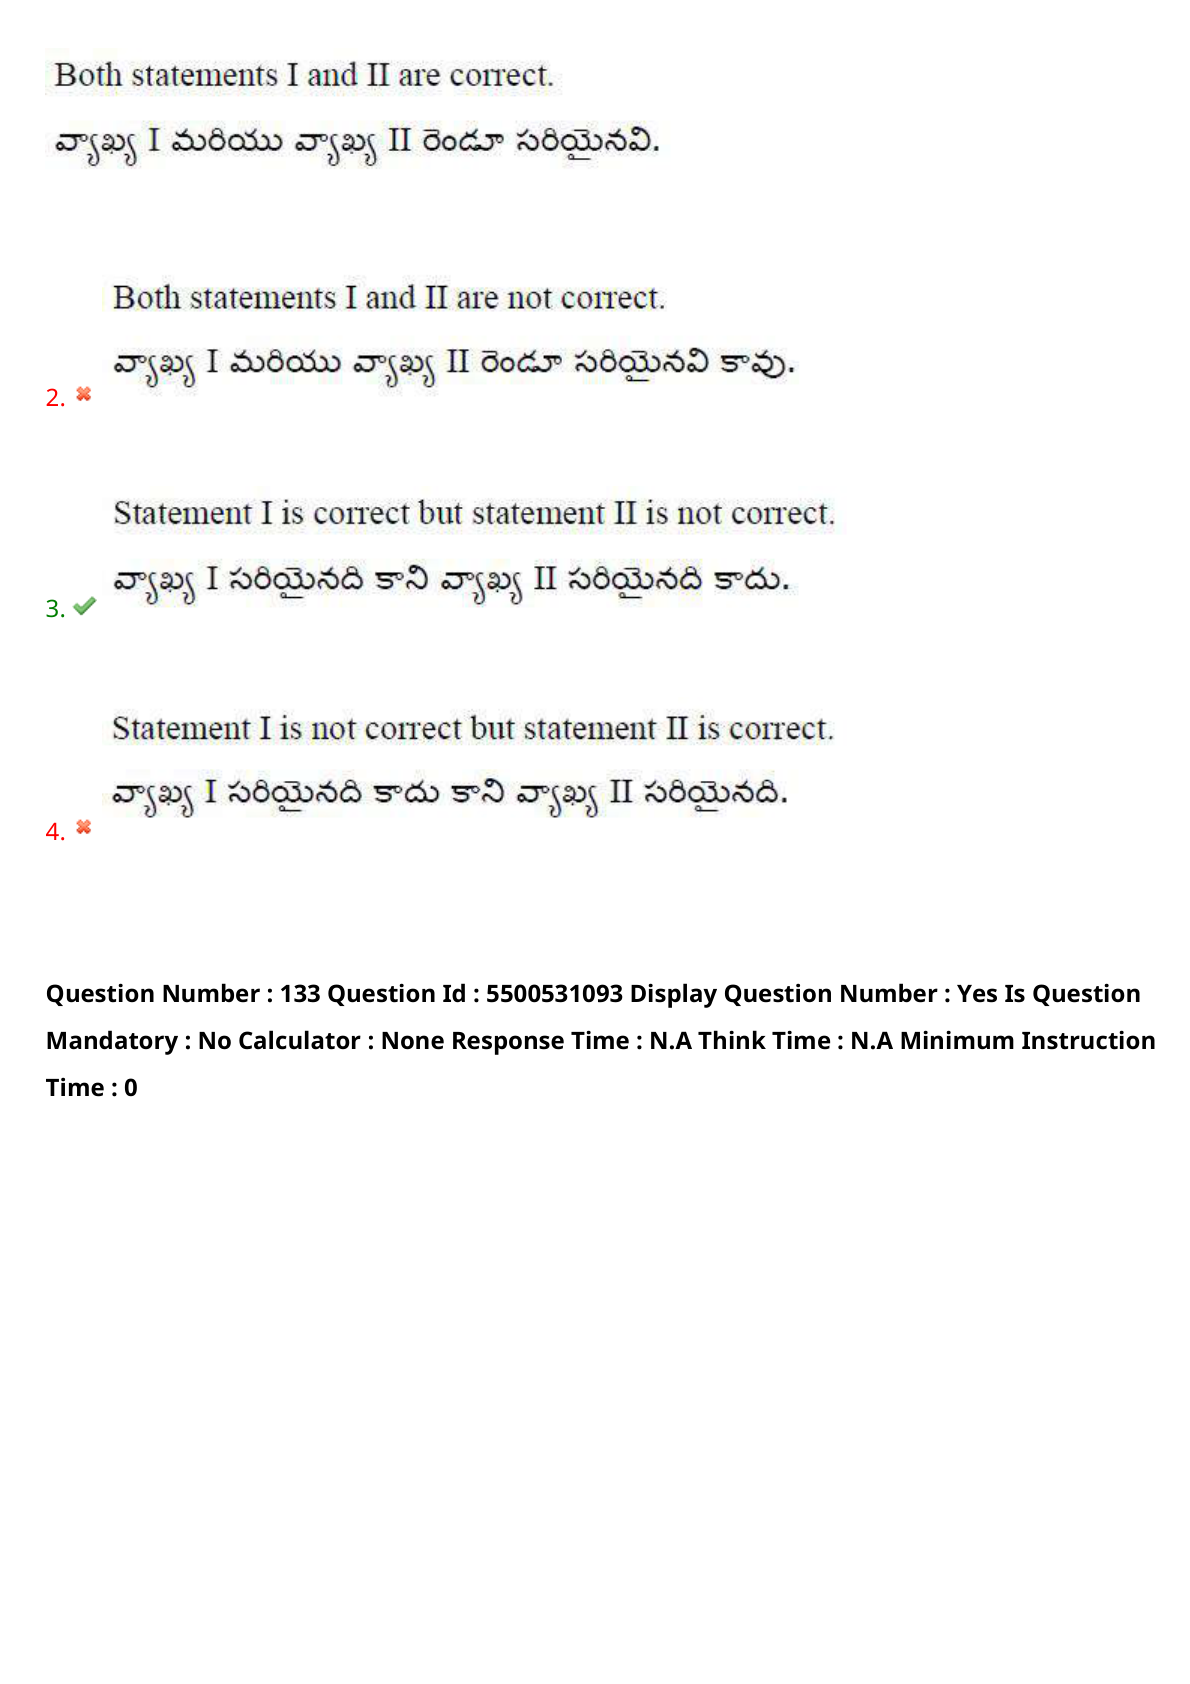 Both statements I and II are correct.
వ్యాఖ్య I మరియు వ్యాఖ్య II రెండూ సరియైనవి.
Both statements I and II are not correct.
వ్యాఖ్య I మరియు వ్యాఖ్య II రెండూ సరియైనవి కావు.
2.
Statement I is correct but statement II is not correct.
వ్యాఖ్య I సరియైనది కాని వ్యాఖ్య II సరియైనది కాదు.
3.
Statement I is not correct but statement II is correct.
వ్యాఖ్య I సరియైనది కాదు కాని వ్యాఖ్య II సరియైనది.
4.
Question Number : 133 Question Id : 5500531093 Display Question Number : Yes Is Question
Mandatory : No Calculator : None Response Time : N.A Think Time : N.A Minimum Instruction
Time : 0